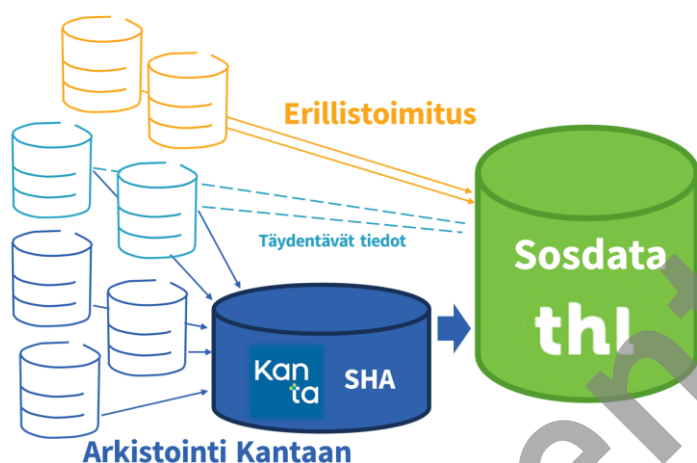 Erillistoimitus
Täydentävät tiedot
Sosdata
thl
Kan
ta
SHA
Arkistointi Kantaan